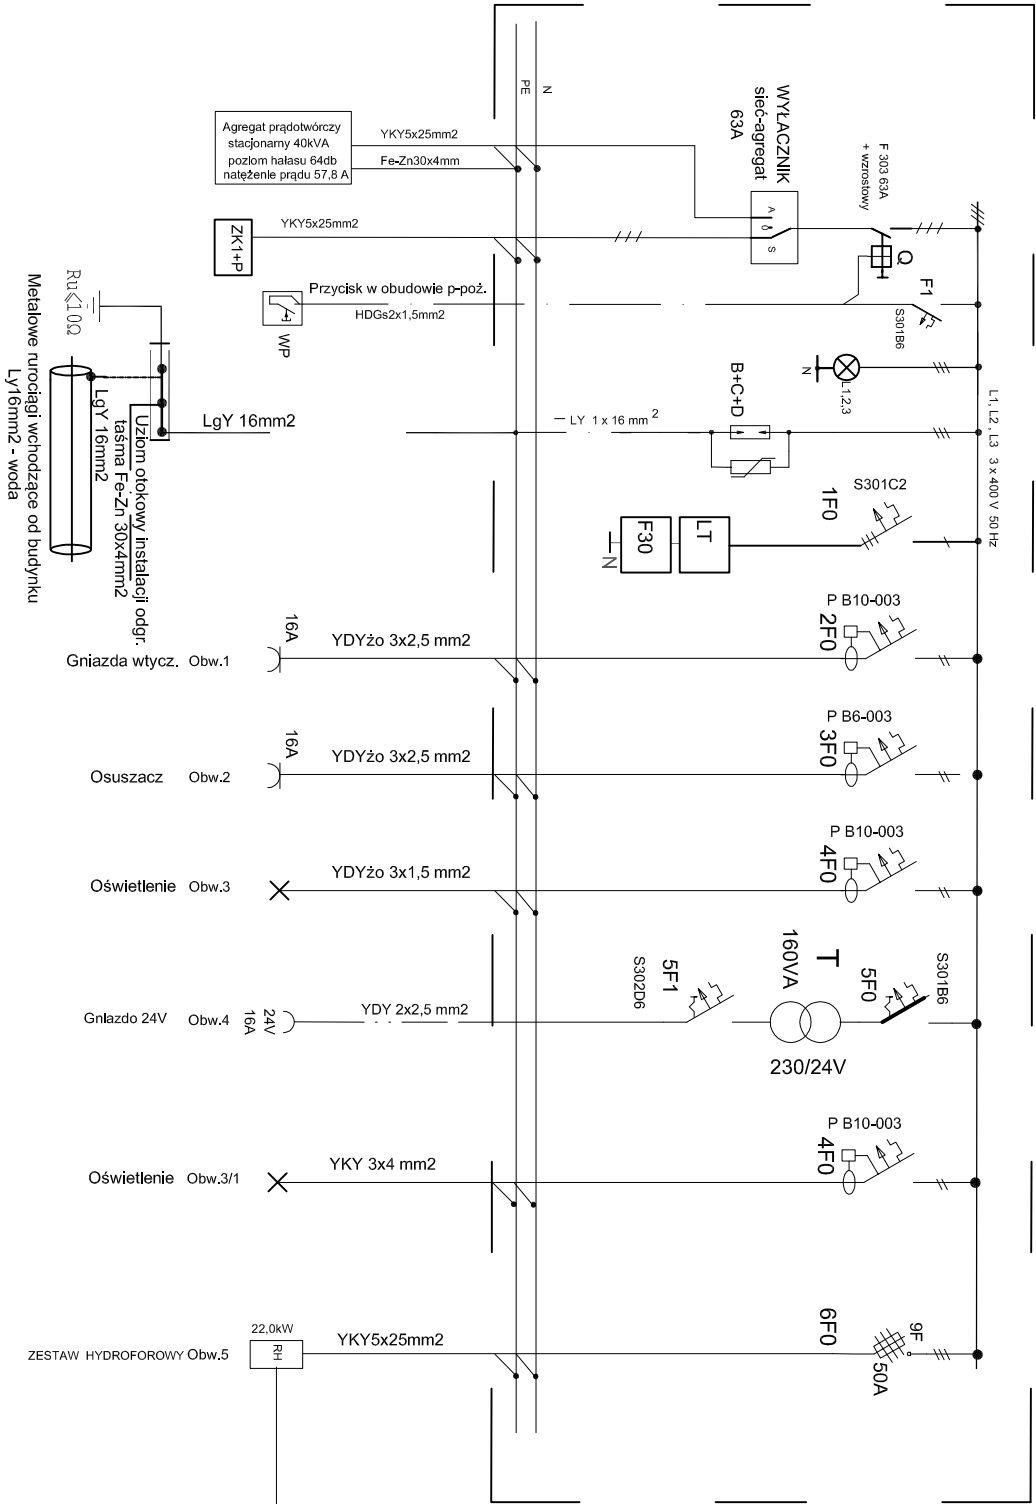 PE
N
WYŁACZNIK
sieć-agregat
63A
F 303 63A
+ wzrostowy
Agregat prądotwórczy
stacjonarny 40kVA
poziom hałasu 64db
natężenie prądu 57,8 A
YKY5x25mm2
Fe-Zn30x4mm
A
0
S
Q
ZK1+P
YKY5x25mm2
F1
S301B6
Przycisk w obudowie p-poż.
HDGs2x1,5mm2
WP
Ru≤10Ω
N
L1,2,3
L1, L2 , L3 3 x 400 V 50 Hz
B+C+D
LgY 16mm2
LY 1 x 16 mm 2
Uziom otokowy instalacji odgr.
taśma Fe-Zn 30x4mm2
LgY 16mm2
Metalowe rurociągi wchodzące od budynku
Ly16mm2 - woda
S301C2
1F0
LT
F30
N
P B10-003
2F0
16A
YDYżo 3x2,5 mm2
Gniazda wtycz. Obw.1
P B6-003
3F0
16A
YDYżo 3x2,5 mm2
Osuszacz Obw.2
P B10-003
4F0
YDYżo 3x1,5 mm2
Oświetlenie Obw.3
T
160VA
230/24V
S301B6
5F0
5F1
S302D6
YDY 2x2,5 mm2
24V
16A
Gniazdo 24V Obw.4
P B10-003
4F0
YKY 3x4 mm2
Oświetlenie Obw.3/1
6F0
9F
50A
22,0kW
RH
YKY5x25mm2
ZESTAW HYDROFOROWY Obw.5